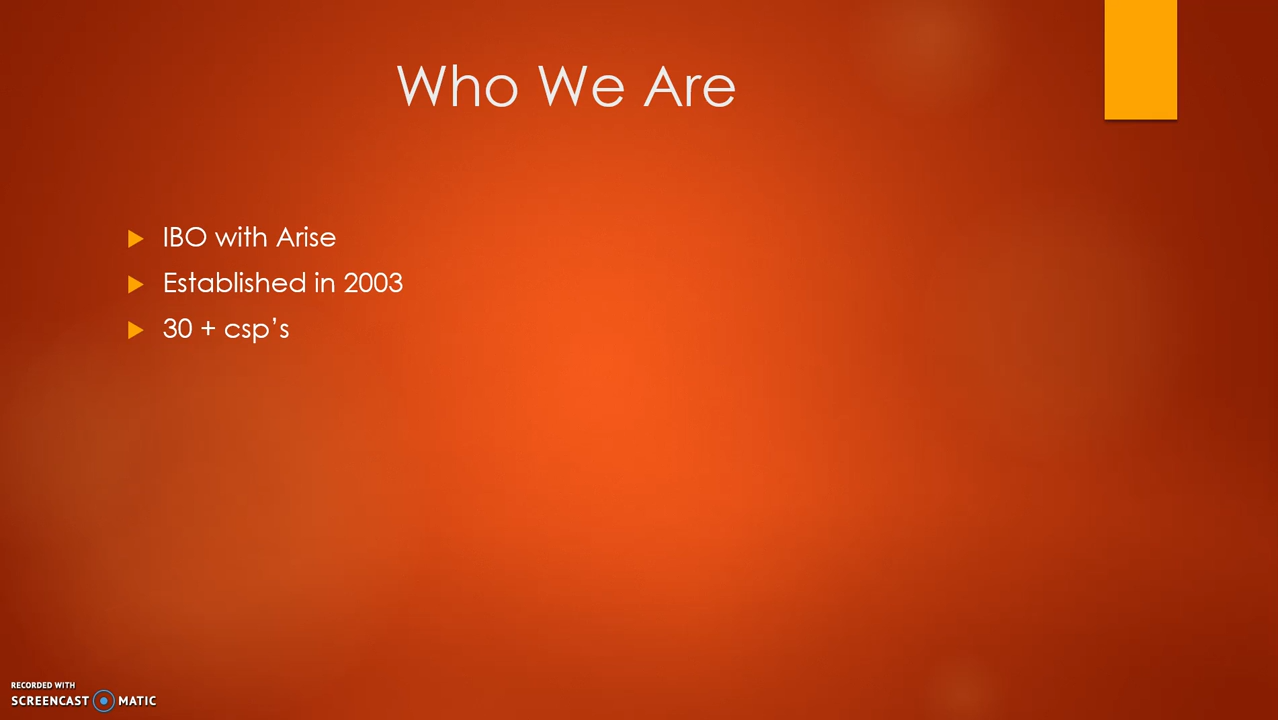 Who We Are
IBO with Arise
Established in 2003
30 + csp’s
RECORDED WITH
SCREENCAST MATIC